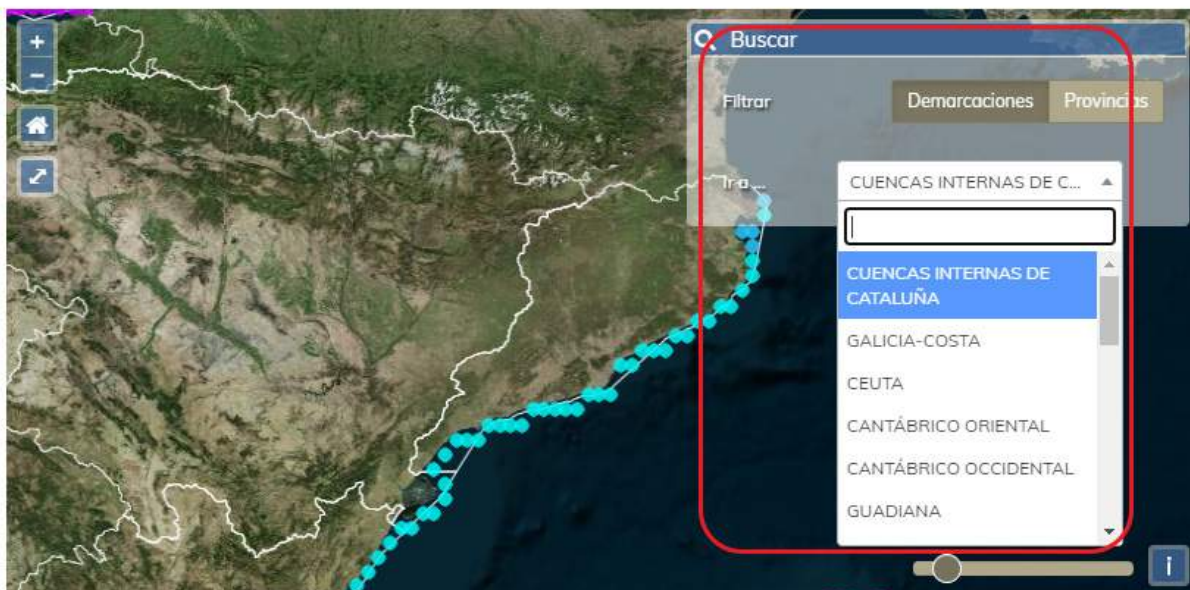 +
Buscar
−
Filtrar Demarcaciones Provincias
Ir a ... CUENCAS INTERNAS DE C...
CUENCAS INTERNAS DE
CATALUÑA
GALICIA-COSTA
CEUTA
CANTÁBRICO ORIENTAL
CANTÁBRICO OCCIDENTAL
GUADIANA
i